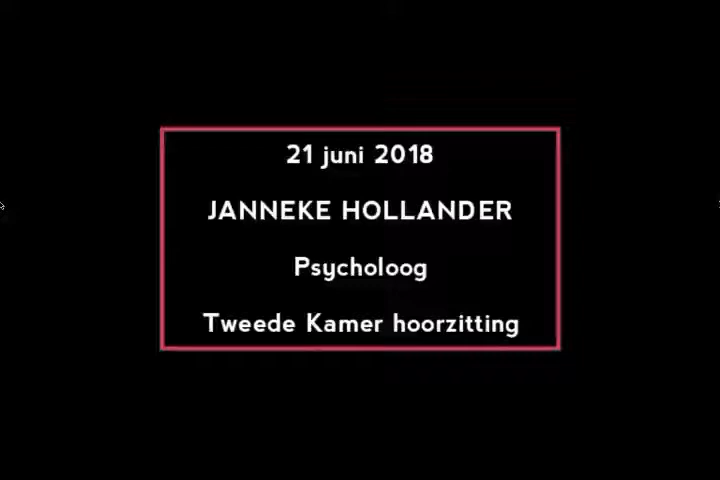 21 juni 2018
JANNEKE HOLLANDER
Psycholoog
Tweede Kamer hoorzitting